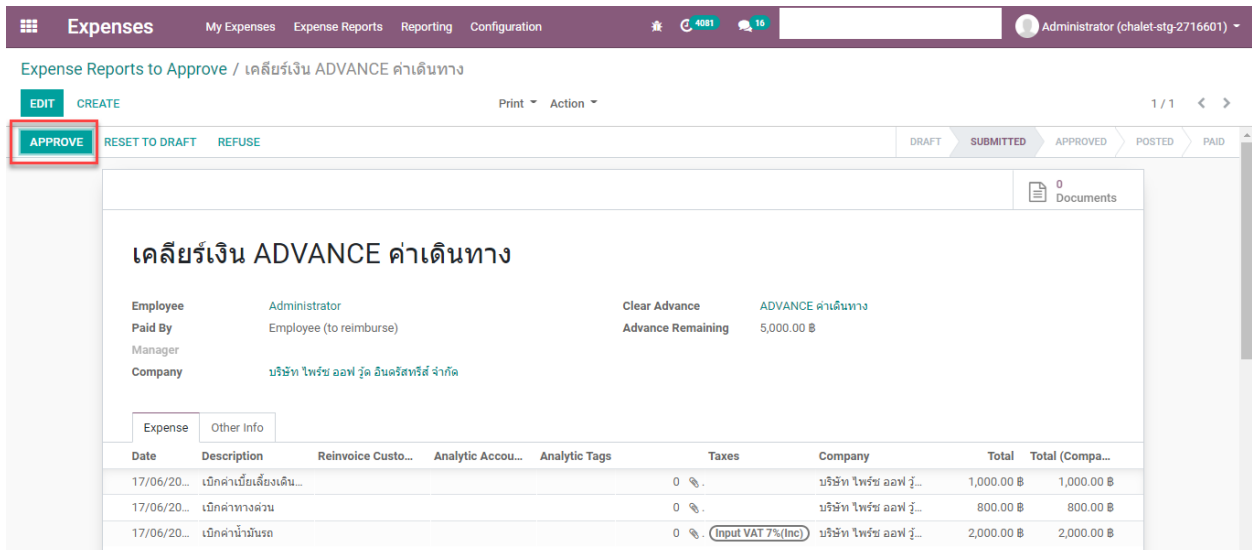 Expenses My Expenses Expense Reports Reporting Configuration 4081 16 Administrator (chalet-stg-2716601)
Expense Reports to Approve / เคลียร์เงิน ADVANCE ค่าเดินทาง
EDIT CREATE Print Action 1 / 1
APPROVE RESET TO DRAFT REFUSE DRAFT SUBMITTED APPROVED POSTED PAID
0
Documents
เคลียร์เงิน ADVANCE ค่าเดินทาง
Employee Administrator Clear Advance ADVANCE ค่าเดินทาง
Paid By Employee (to reimburse) Advance Remaining 5,000.00 ฿
Manager
Company บริษัท ไพร์ซ ออฟ วู้ด อินดรัสทรีส์ จำกัด
Expense Other Info
Date Description Reinvoice Custo... Analytic Accou... Analytic Tags Taxes Company Total Total (Compa...
17/06/20... เบิกค่าเบี้ยเลี้ยงเดิน... 0 . บริษัท ไพร์ซ ออฟ วู้... 1,000.00 ฿ 1,000.00 ฿
17/06/20... เบิกค่าทางด่วน 0 . บริษัท ไพร์ซ ออฟ วู้... 800.00 ฿ 800.00 ฿
17/06/20... เบิกค่าน้ำมันรถ 0 . Input VAT 7%(Inc) บริษัท ไพร์ซ ออฟ วู้... 2,000.00 ฿ 2,000.00 ฿